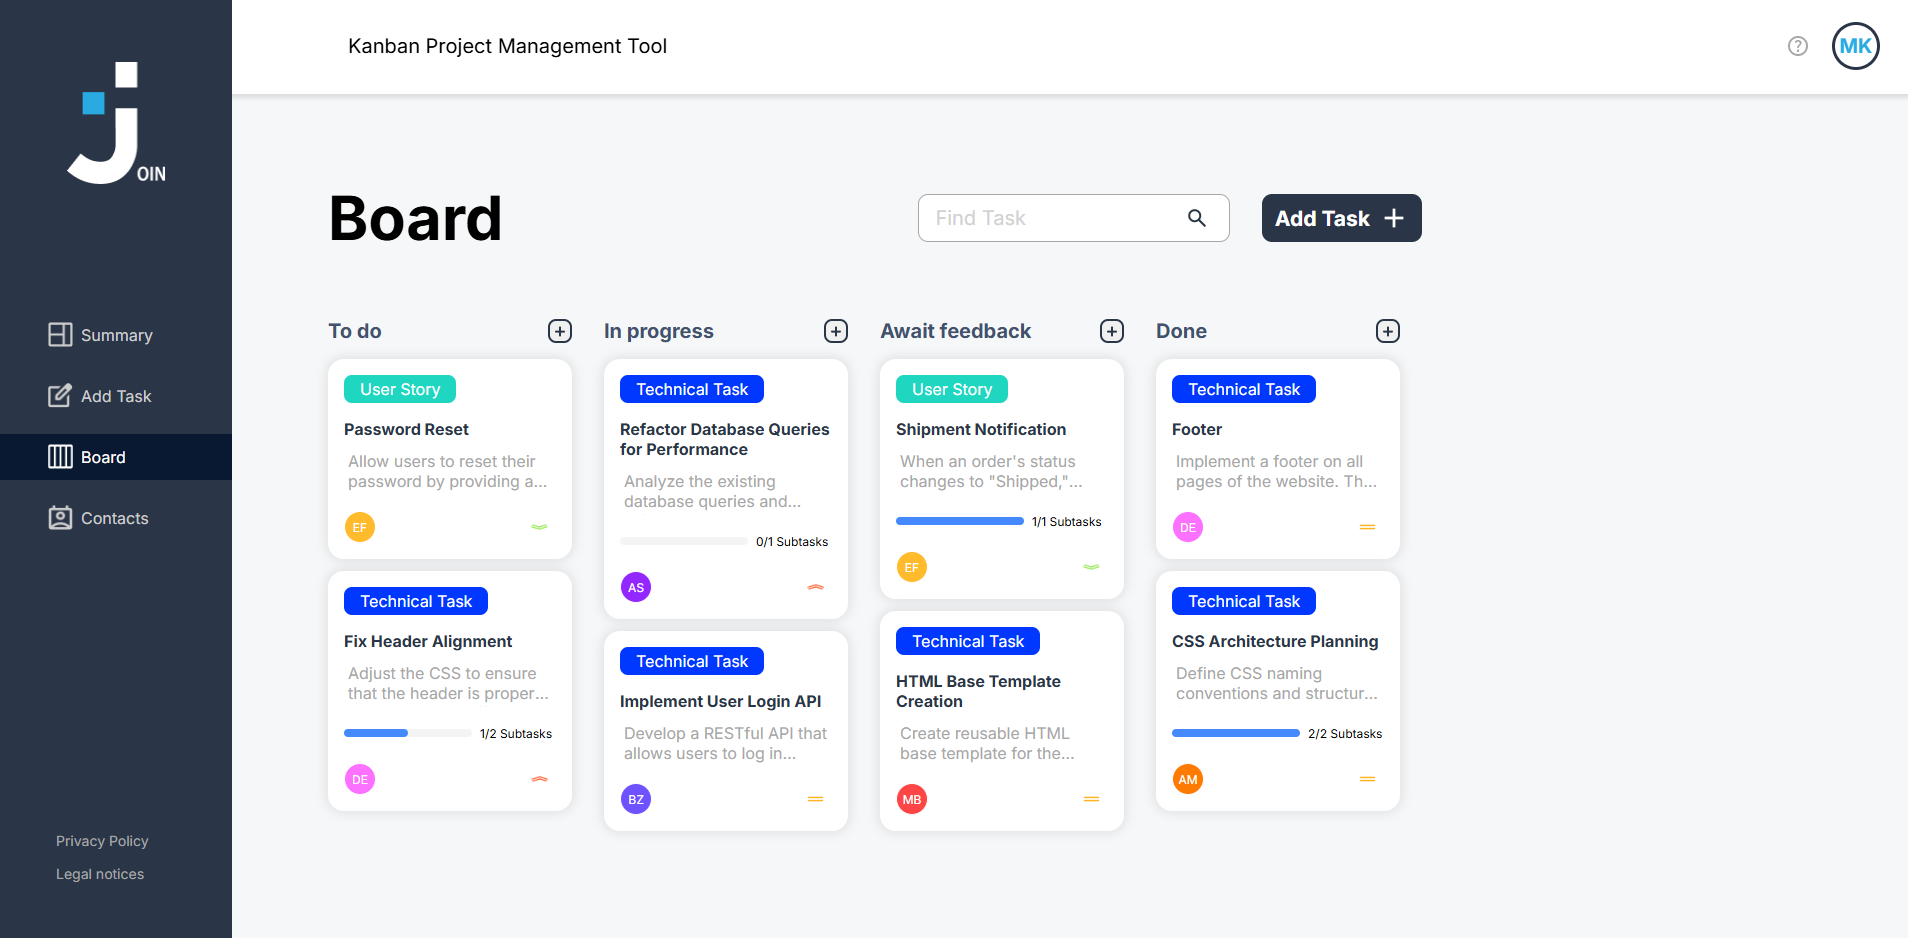 OIN
Summary
Add Task
Board
Contacts
Privacy Policy
Legal notices
Kanban Project Management Tool
?
MK
Board
Find Task
Add Task +
To do
User Story
Password Reset
Allow users to reset their
password by providing a...
EF
Technical Task
Fix Header Alignment
Adjust the CSS to ensure
that the header is proper...
1/2 Subtasks
DE
In progress
Technical Task
Refactor Database Queries
for Performance
Analyze the existing
database queries and...
0/1 Subtasks
AS
Technical Task
Implement User Login API
Develop a RESTful API that
allows users to log in...
BZ
Await feedback
User Story
Shipment Notification
When an order's status
changes to "Shipped,"...
1/1 Subtasks
EF
Technical Task
HTML Base Template
Creation
Create reusable HTML
base template for the...
MB
Done
Technical Task
Footer
Implement a footer on all
pages of the website. Th...
DE
Technical Task
CSS Architecture Planning
Define CSS naming
conventions and structur...
2/2 Subtasks
AM